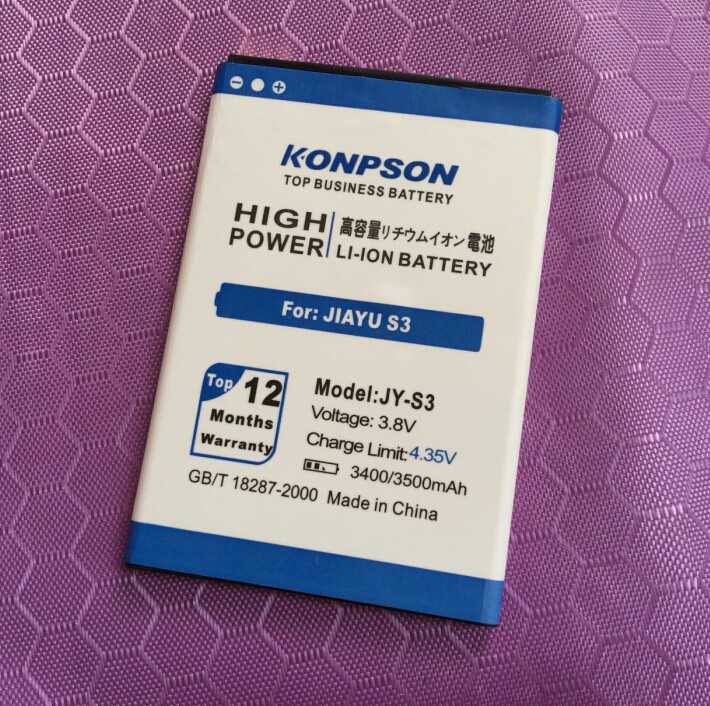 KONPSON
TOP BUSINESS BATTERY
HIGH POWER
高容量リチウムイオン電池
LI-ION BATTERY
For: JIAYU S3
Top 12
Months
Warranty
Model:JY-S3
Voltage: 3.8V
Charge Limit: 4.35V
3400/3500mAh
GB/T 18287-2000 Made in China